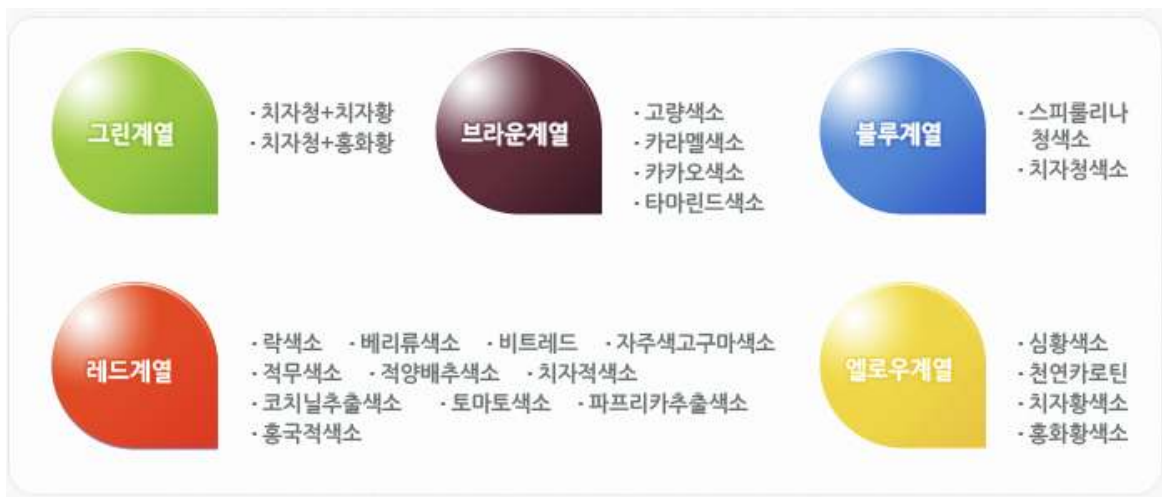 그린계열
· 치자청+치자황
· 치자청+홍화황
브라운계열
· 고량색소
· 카라멜색소
· 카카오색소
· 타마린드색소
블루계열
· 스피룰리나
청색소
· 치자청색소
레드계열
· 락색소 · 베리류색소 · 비트레드 · 자주색고구마색소
· 적무색소 · 적양배추색소 · 치자적색소
· 코치닐추출색소 · 토마토색소 · 파프리카추출색소
· 홍국적색소
엘로우계열
· 심황색소
· 천연카로틴
· 치자황색소
· 홍화황색소